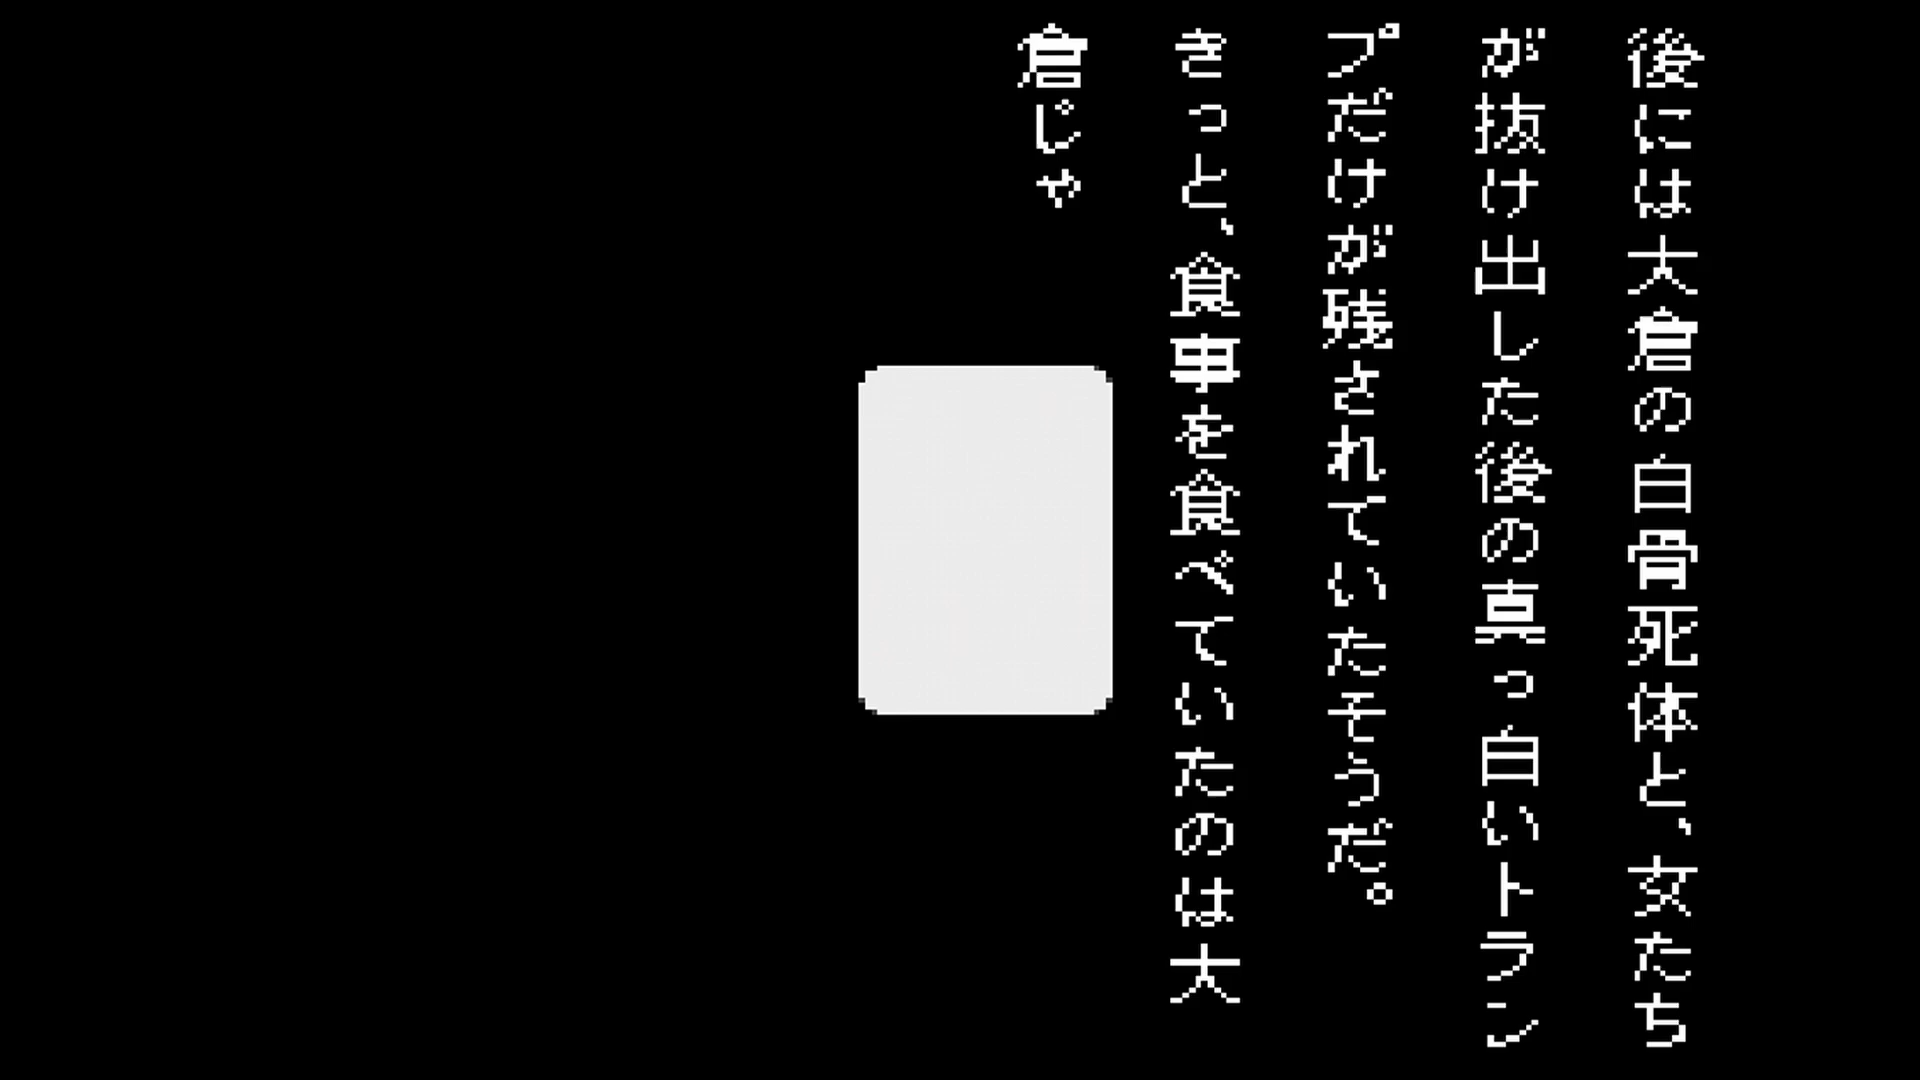 後には大倉の白骨死体と、女たち
が抜け出した後の真っ白いトラン
プだけが残されていたそうだ。
きっと、食事を食べていたのは大
倉じゃ